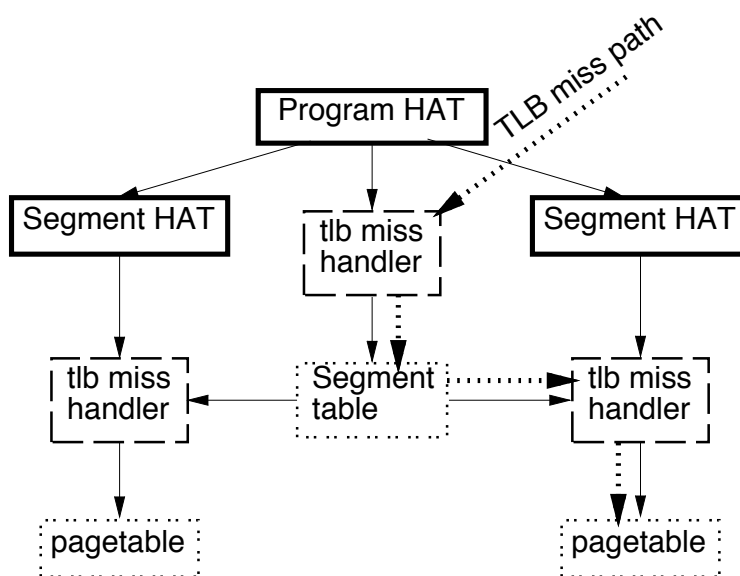 TLB miss path
Program HAT
Segment HAT
tlb miss
handler
Segment HAT
tlb miss
handler
Segment
table
tlb miss
handler
pagetable
pagetable